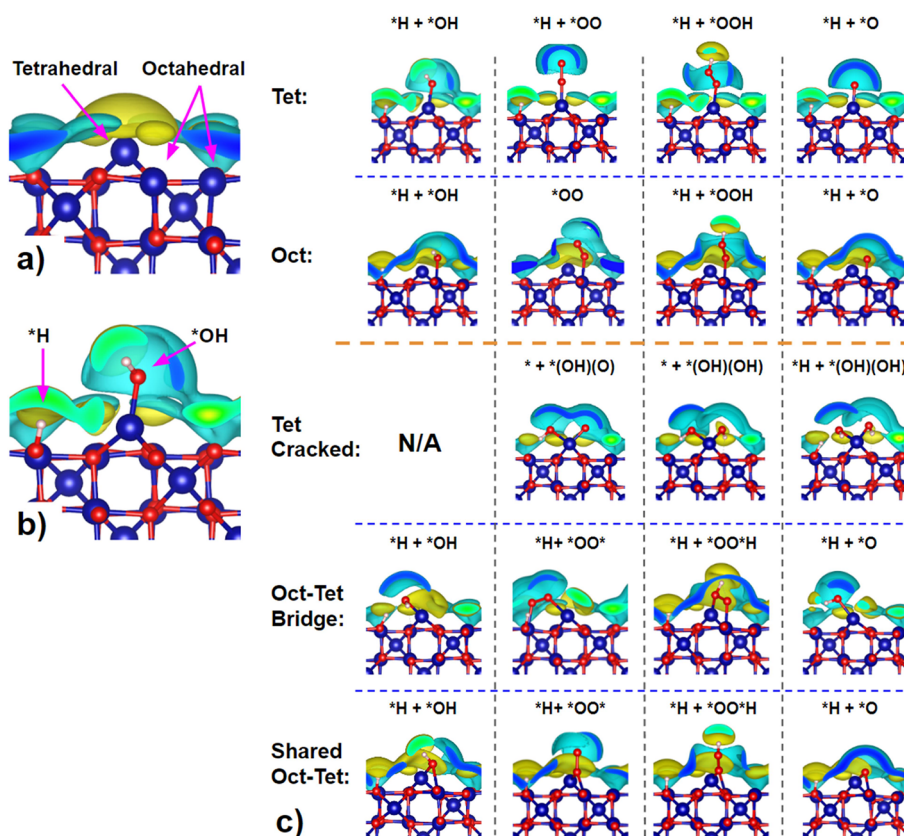 Tetrahedral Octahedral
a)
*H *OH
b)
*H + *OH *H + *OO *H + *OOH *H + *O
Tet:
*H + *OH *OO *H + *OOH *H + *O
Oct:
* + *(OH)(O) * + *(OH)(OH) *H + *(OH)(OH)
Tet
Cracked:
N/A
*H + *OH *H+ *OO* *H + *OO*H *H + *O
Oct-Tet
Bridge:
*H + *OH *H+ *OO* *H + *OO*H *H + *O
Shared
Oct-Tet:
c)